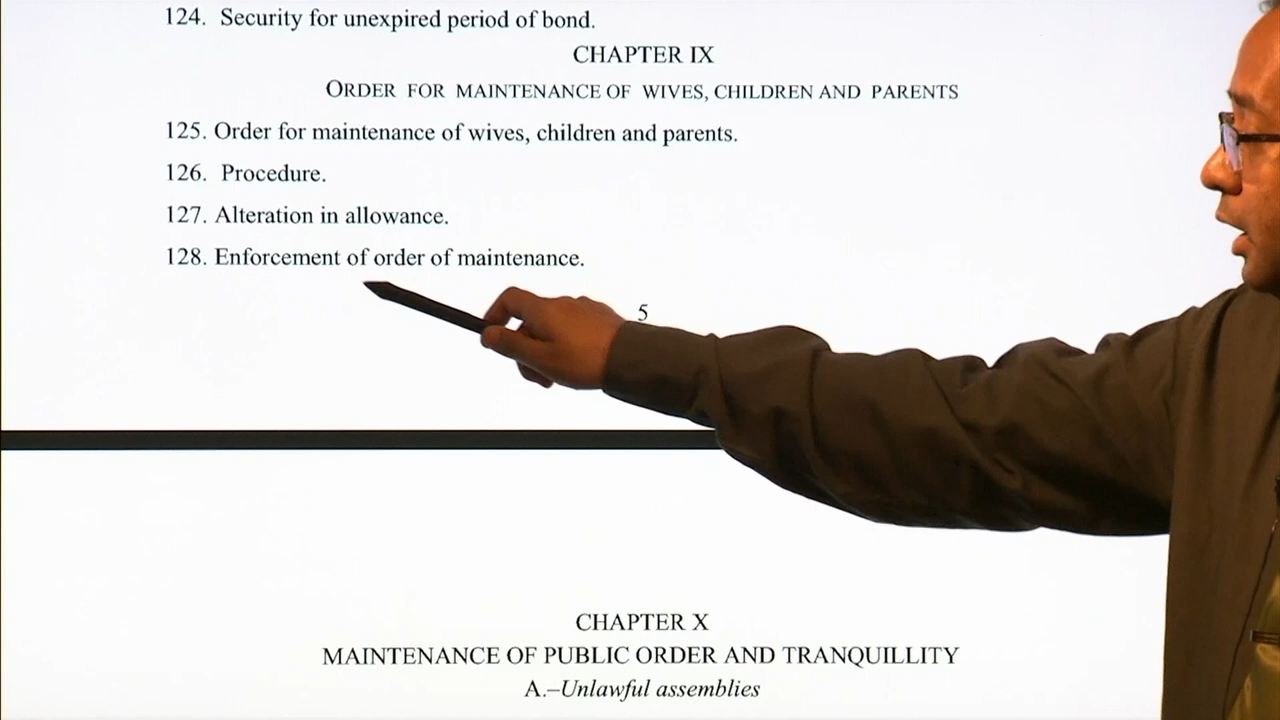 124. Security for unexpired period of bond.
CHAPTER IX
ORDER FOR MAINTENANCE OF WIVES, CHILDREN AND PARENTS
125. Order for maintenance of wives, children and parents.
126. Procedure.
127. Alteration in allowance.
128. Enforcement of order of maintenance.
5
CHAPTER X
MAINTENANCE OF PUBLIC ORDER AND TRANQUILLITY
A.–Unlawful assemblies